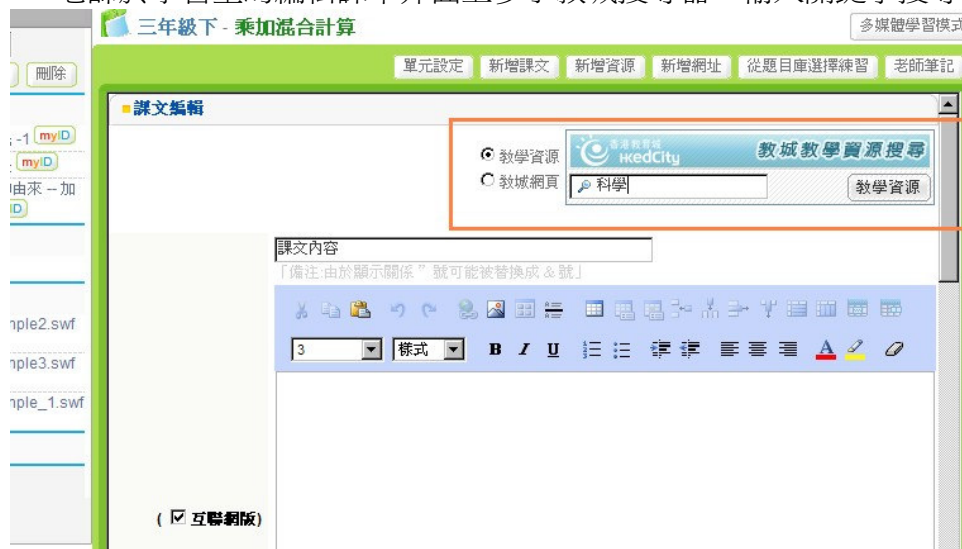 三年級下 - 乘加混合計算
多媒體學習模式
刪除
單元設定 新增課文 新增資源 新增網址 從題目庫選擇練習 老師筆記
課文編輯
-1 myID
myID
由來 -- 加
教學資源
教城網頁
香港教育城
HKedCity
教城教學資源搜尋
科學
教學資源
課文內容
「備注:由於顯示關係 ” 號可能被替換成 & 號」
3 樣式 B I U A
nple2.swf
nple3.swf
nple_1.swf
( 互聯網版)